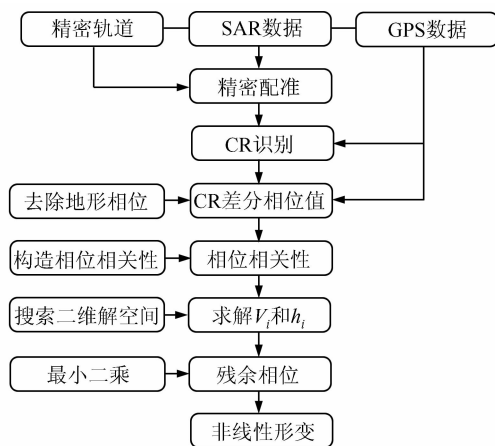 精密轨道
SAR数据
GPS数据
精密配准
CR识别
去除地形相位
CR差分相位值
构造相位相关性
相位相关性
搜索二维解空间
求解Vi和hi
最小二乘
残余相位
非线性形变